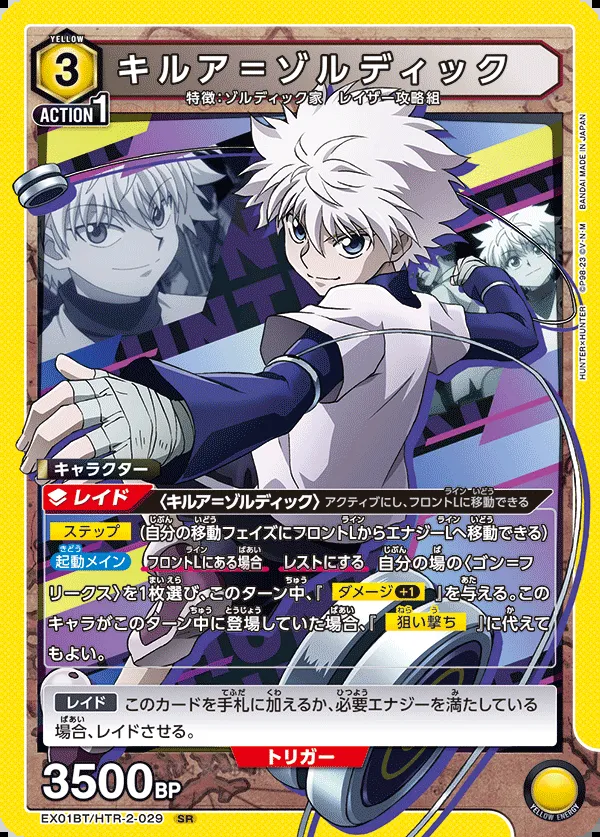 YELLOW
3
ACTION 1
キルア＝ゾルディック
特徴：ゾルディック家　レイザー攻略組
HUNTER×HUNTER ©P98-23 ©V・N・M BANDAI MADE IN JAPAN
キャラクター
レイド 〈キルア＝ゾルディック〉アクティブにし、フロントLに移動できる
ステップ （自分の移動フェイズにフロントLからエナジーLへ移動できる）
起動メイン フロントLにある場合 レストにする 自分の場の〈ゴン＝フ
リークス〉を1枚選び、このターン中、『 ダメージ+1 』を与える。この
キャラがこのターン中に登場していた場合、『 狙い撃ち 』に代えて
もよい。
レイド このカードを手札に加えるか、必要エナジーを満たしている
場合、レイドさせる。
トリガー
3500BP
YELLOW ENERGY
EX01BT/HTR-2-029 SR